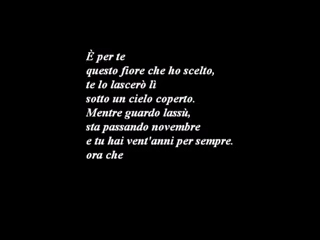 È per te
questo fiore che ho scelto,
te lo lascerò lì
sotto un cielo coperto.
Mentre guardo lassù,
sta passando novembre
e tu hai vent'anni per sempre.
ora che